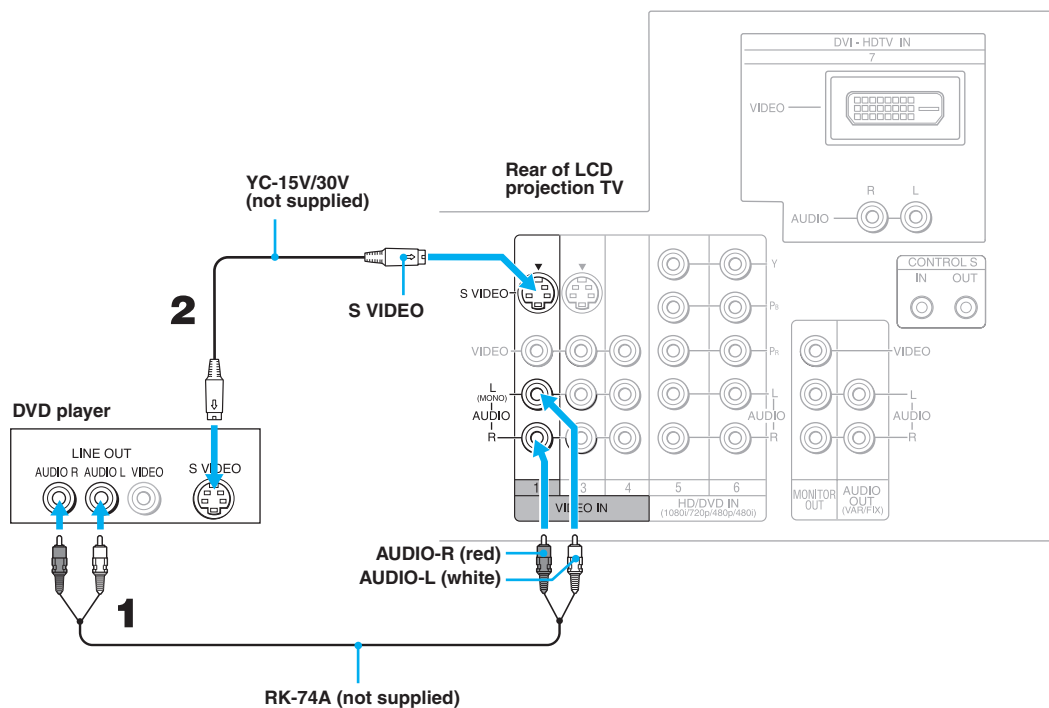 DVI - HDTV IN
7
VIDEO
R L
AUDIO
Rear of LCD
projection TV
YC-15V/30V
(not supplied)
CONTROL S
IN OUT
Y
S VIDEO
S VIDEO
2
PB
VIDEO
PR
VIDEO
L
(MONO)
AUDIO
R
L
AUDIO
R
L
AUDIO
R
DVD player
LINE OUT
AUDIO R AUDIO L VIDEO
S VIDEO
1 3 4 5 6
VIDEO IN
HD/DVD IN
(1080i/720p/480p/480i)
MONITOR
OUT
AUDIO
OUT
(VAR/FIX)
AUDIO-R (red)
AUDIO-L (white)
1
RK-74A (not supplied)